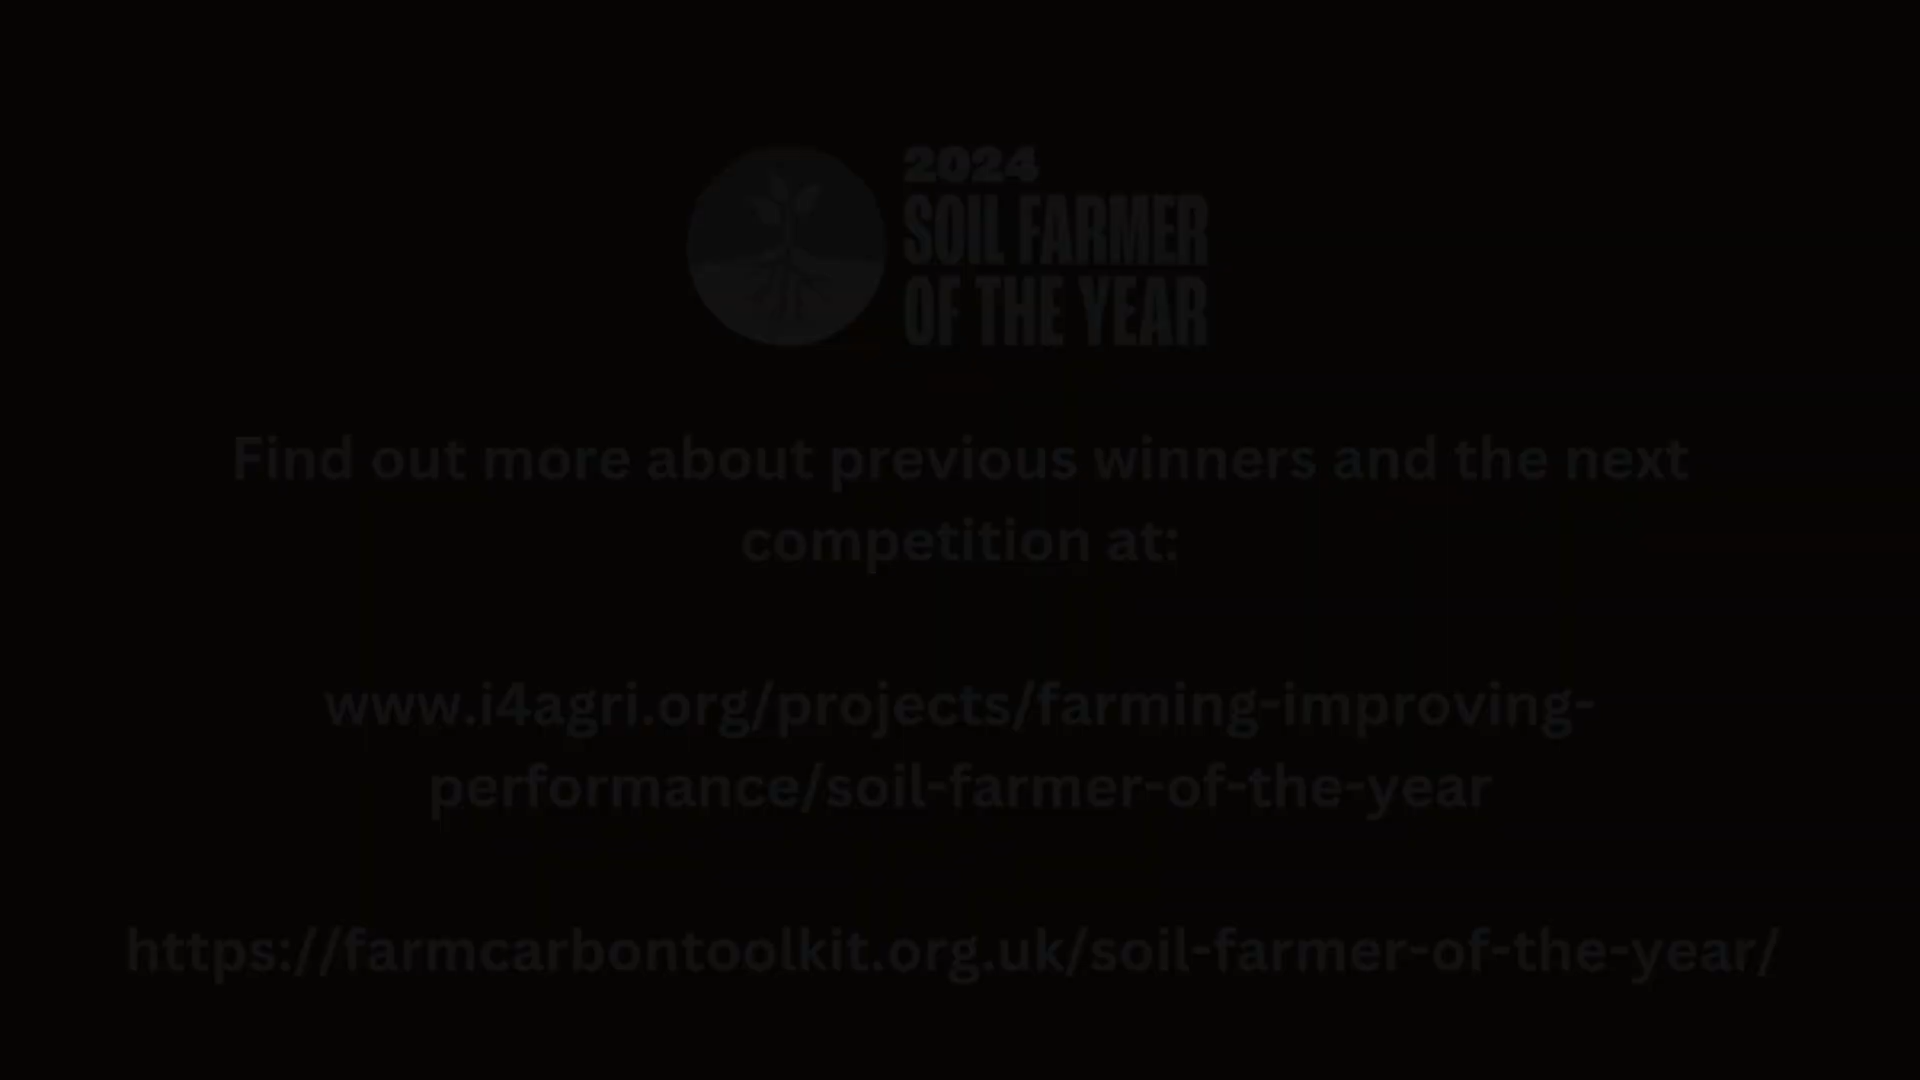 2024
SOIL FARMER
OF THE YEAR
Find out more about previous winners and the next
competition at:
www.i4agri.org/projects/farming-improving-
performance/soil-farmer-of-the-year
https://farmcarbontoolkit.org.uk/soil-farmer-of-the-year/